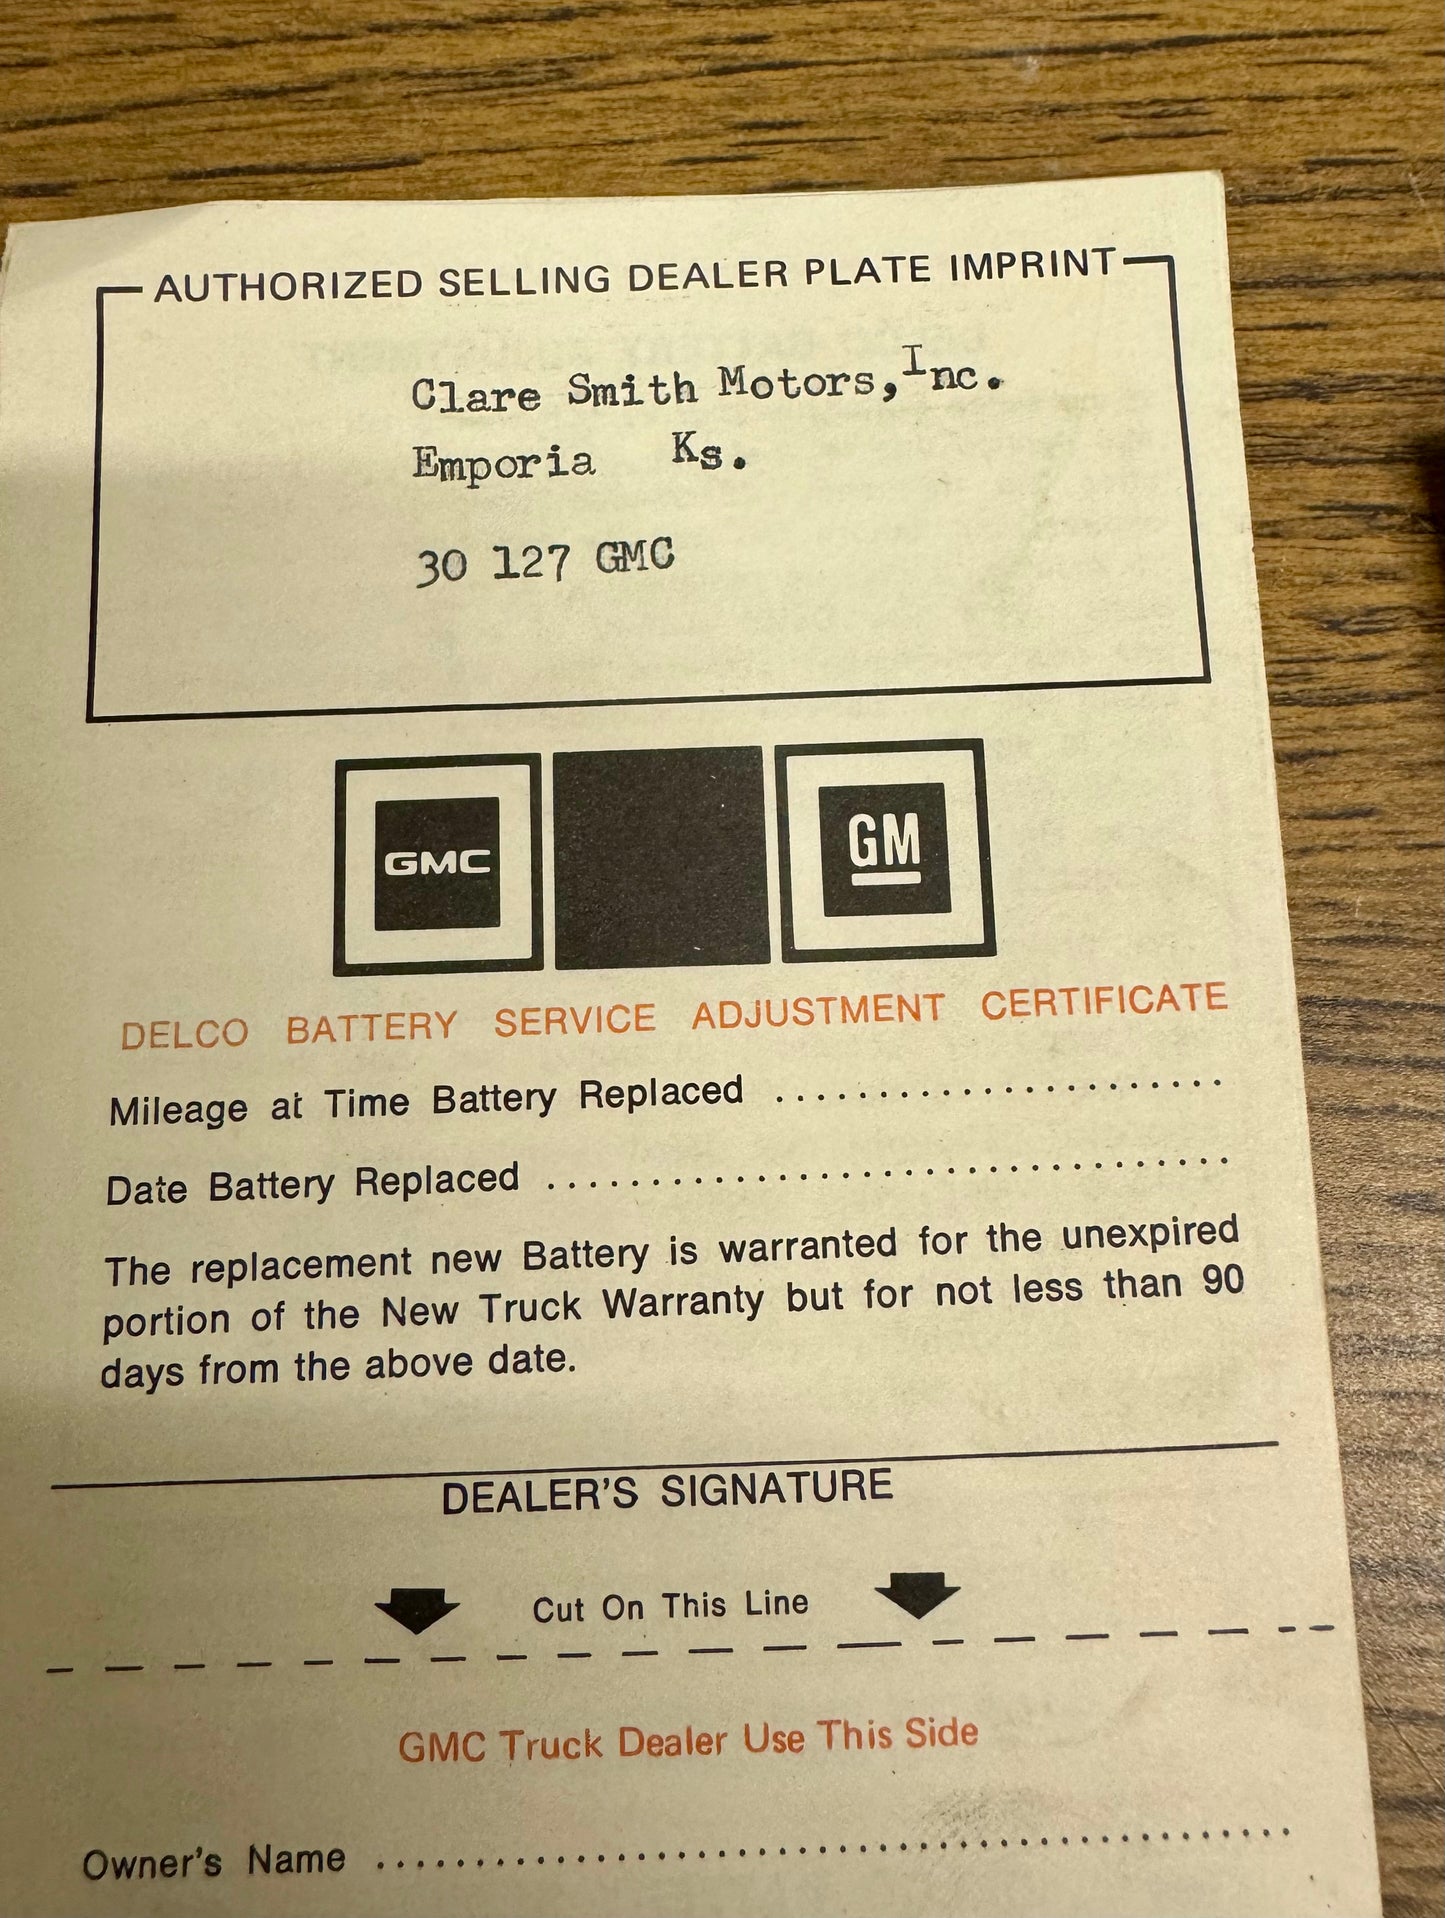 AUTHORIZED SELLING DEALER PLATE IMPRINT
Clare Smith Motors, Inc.
Emporia Ks.
30 127 GMC
GMC GM
DELCO BATTERY SERVICE ADJUSTMENT CERTIFICATE
Mileage at Time Battery Replaced ......................
Date Battery Replaced ...........................
The replacement new Battery is warranted for the unexpired
portion of the New Truck Warranty but for not less than 90
days from the above date.
DEALER'S SIGNATURE
Cut On This Line
GMC Truck Dealer Use This Side
Owner's Name ...................................